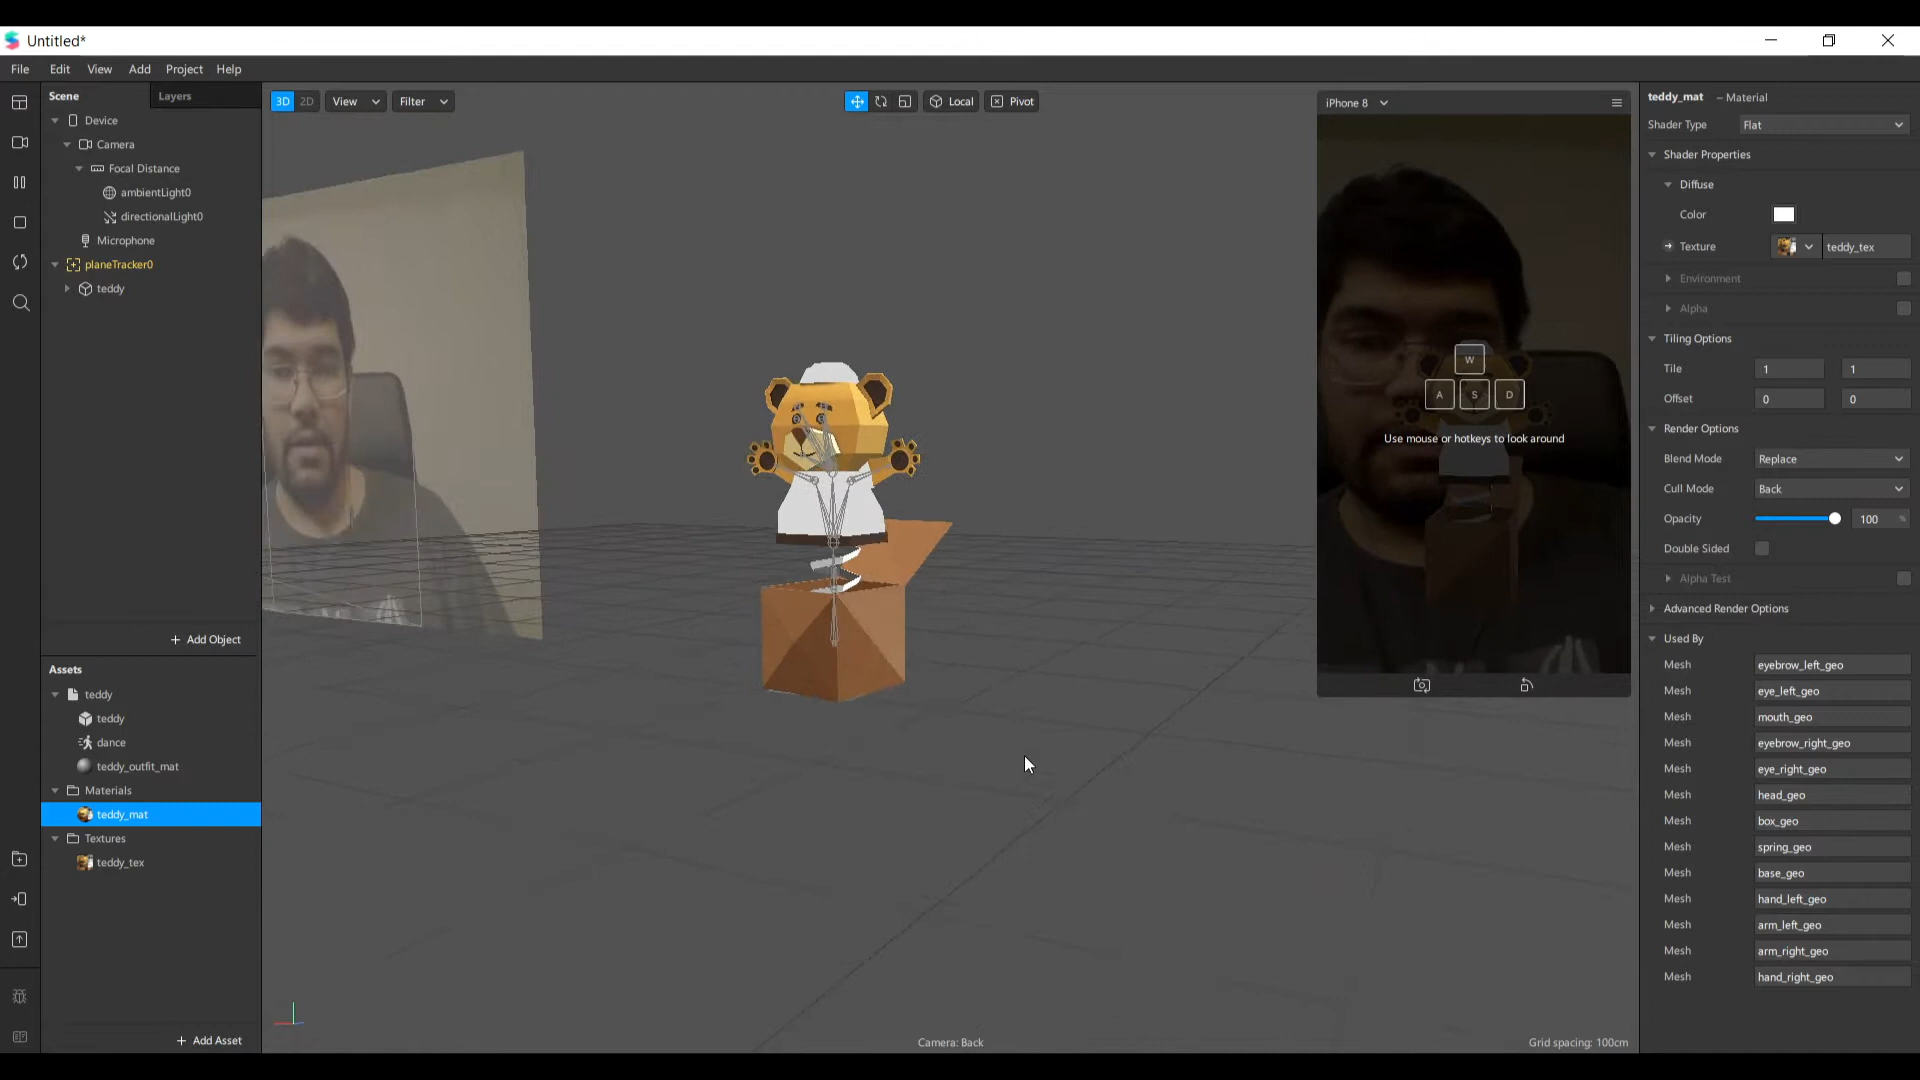 Untitled*
File Edit View Add Project Help
Scene Layers
Device
Camera
Focal Distance
ambientLight0
directionalLight0
Microphone
planeTracker0
teddy
+ Add Object
Assets
teddy
teddy
dance
teddy_outfit_mat
Materials
teddy_mat
Textures
teddy_tex
+ Add Asset
3D 2D View Filter
Local Pivot
Camera: Back
Grid spacing: 100cm
iPhone 8
W
A S D
Use mouse or hotkeys to look around
teddy_mat – Material
Shader Type Flat
Shader Properties
Diffuse
Color
Texture teddy_tex
Environment
Alpha
Tiling Options
Tile 1 1
Offset 0 0
Render Options
Blend Mode Replace
Cull Mode Back
Opacity 100 %
Double Sided
Alpha Test
Advanced Render Options
Used By
Mesh eyebrow_left_geo
Mesh eye_left_geo
Mesh mouth_geo
Mesh eyebrow_right_geo
Mesh eye_right_geo
Mesh head_geo
Mesh box_geo
Mesh spring_geo
Mesh base_geo
Mesh hand_left_geo
Mesh arm_left_geo
Mesh arm_right_geo
Mesh hand_right_geo